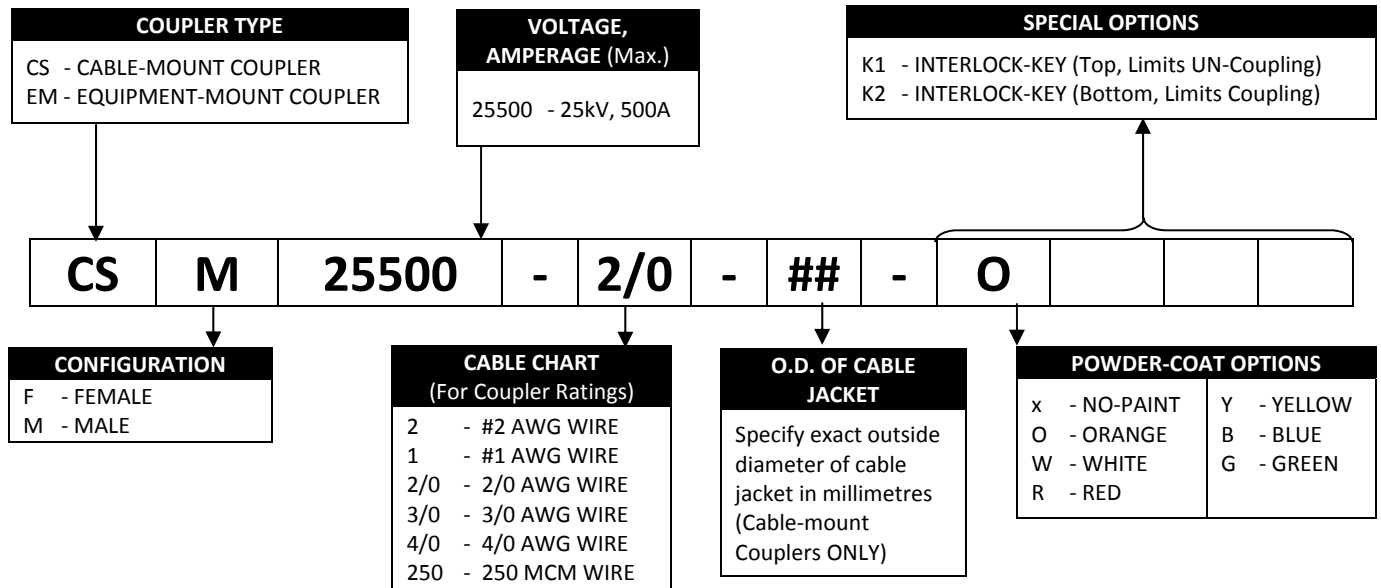 COUPLER TYPE
CS - CABLE-MOUNT COUPLER
EM - EQUIPMENT-MOUNT COUPLER
VOLTAGE,
AMPERAGE (Max.)
25500 - 25kV, 500A
SPECIAL OPTIONS
K1 - INTERLOCK-KEY (Top, Limits UN-Coupling)
K2 - INTERLOCK-KEY (Bottom, Limits Coupling)
CS M 25500 - 2/0 - ## - O
CONFIGURATION
F - FEMALE
M - MALE
CABLE CHART
(For Coupler Ratings)
2 - #2 AWG WIRE
1 - #1 AWG WIRE
2/0 - 2/0 AWG WIRE
3/0 - 3/0 AWG WIRE
4/0 - 4/0 AWG WIRE
250 - 250 MCM WIRE
O.D. OF CABLE
JACKET
Specify exact outside
diameter of cable
jacket in millimetres
(Cable-mount
Couplers ONLY)
POWDER-COAT OPTIONS
x - NO-PAINT
O - ORANGE
W - WHITE
R - RED
Y - YELLOW
B - BLUE
G - GREEN